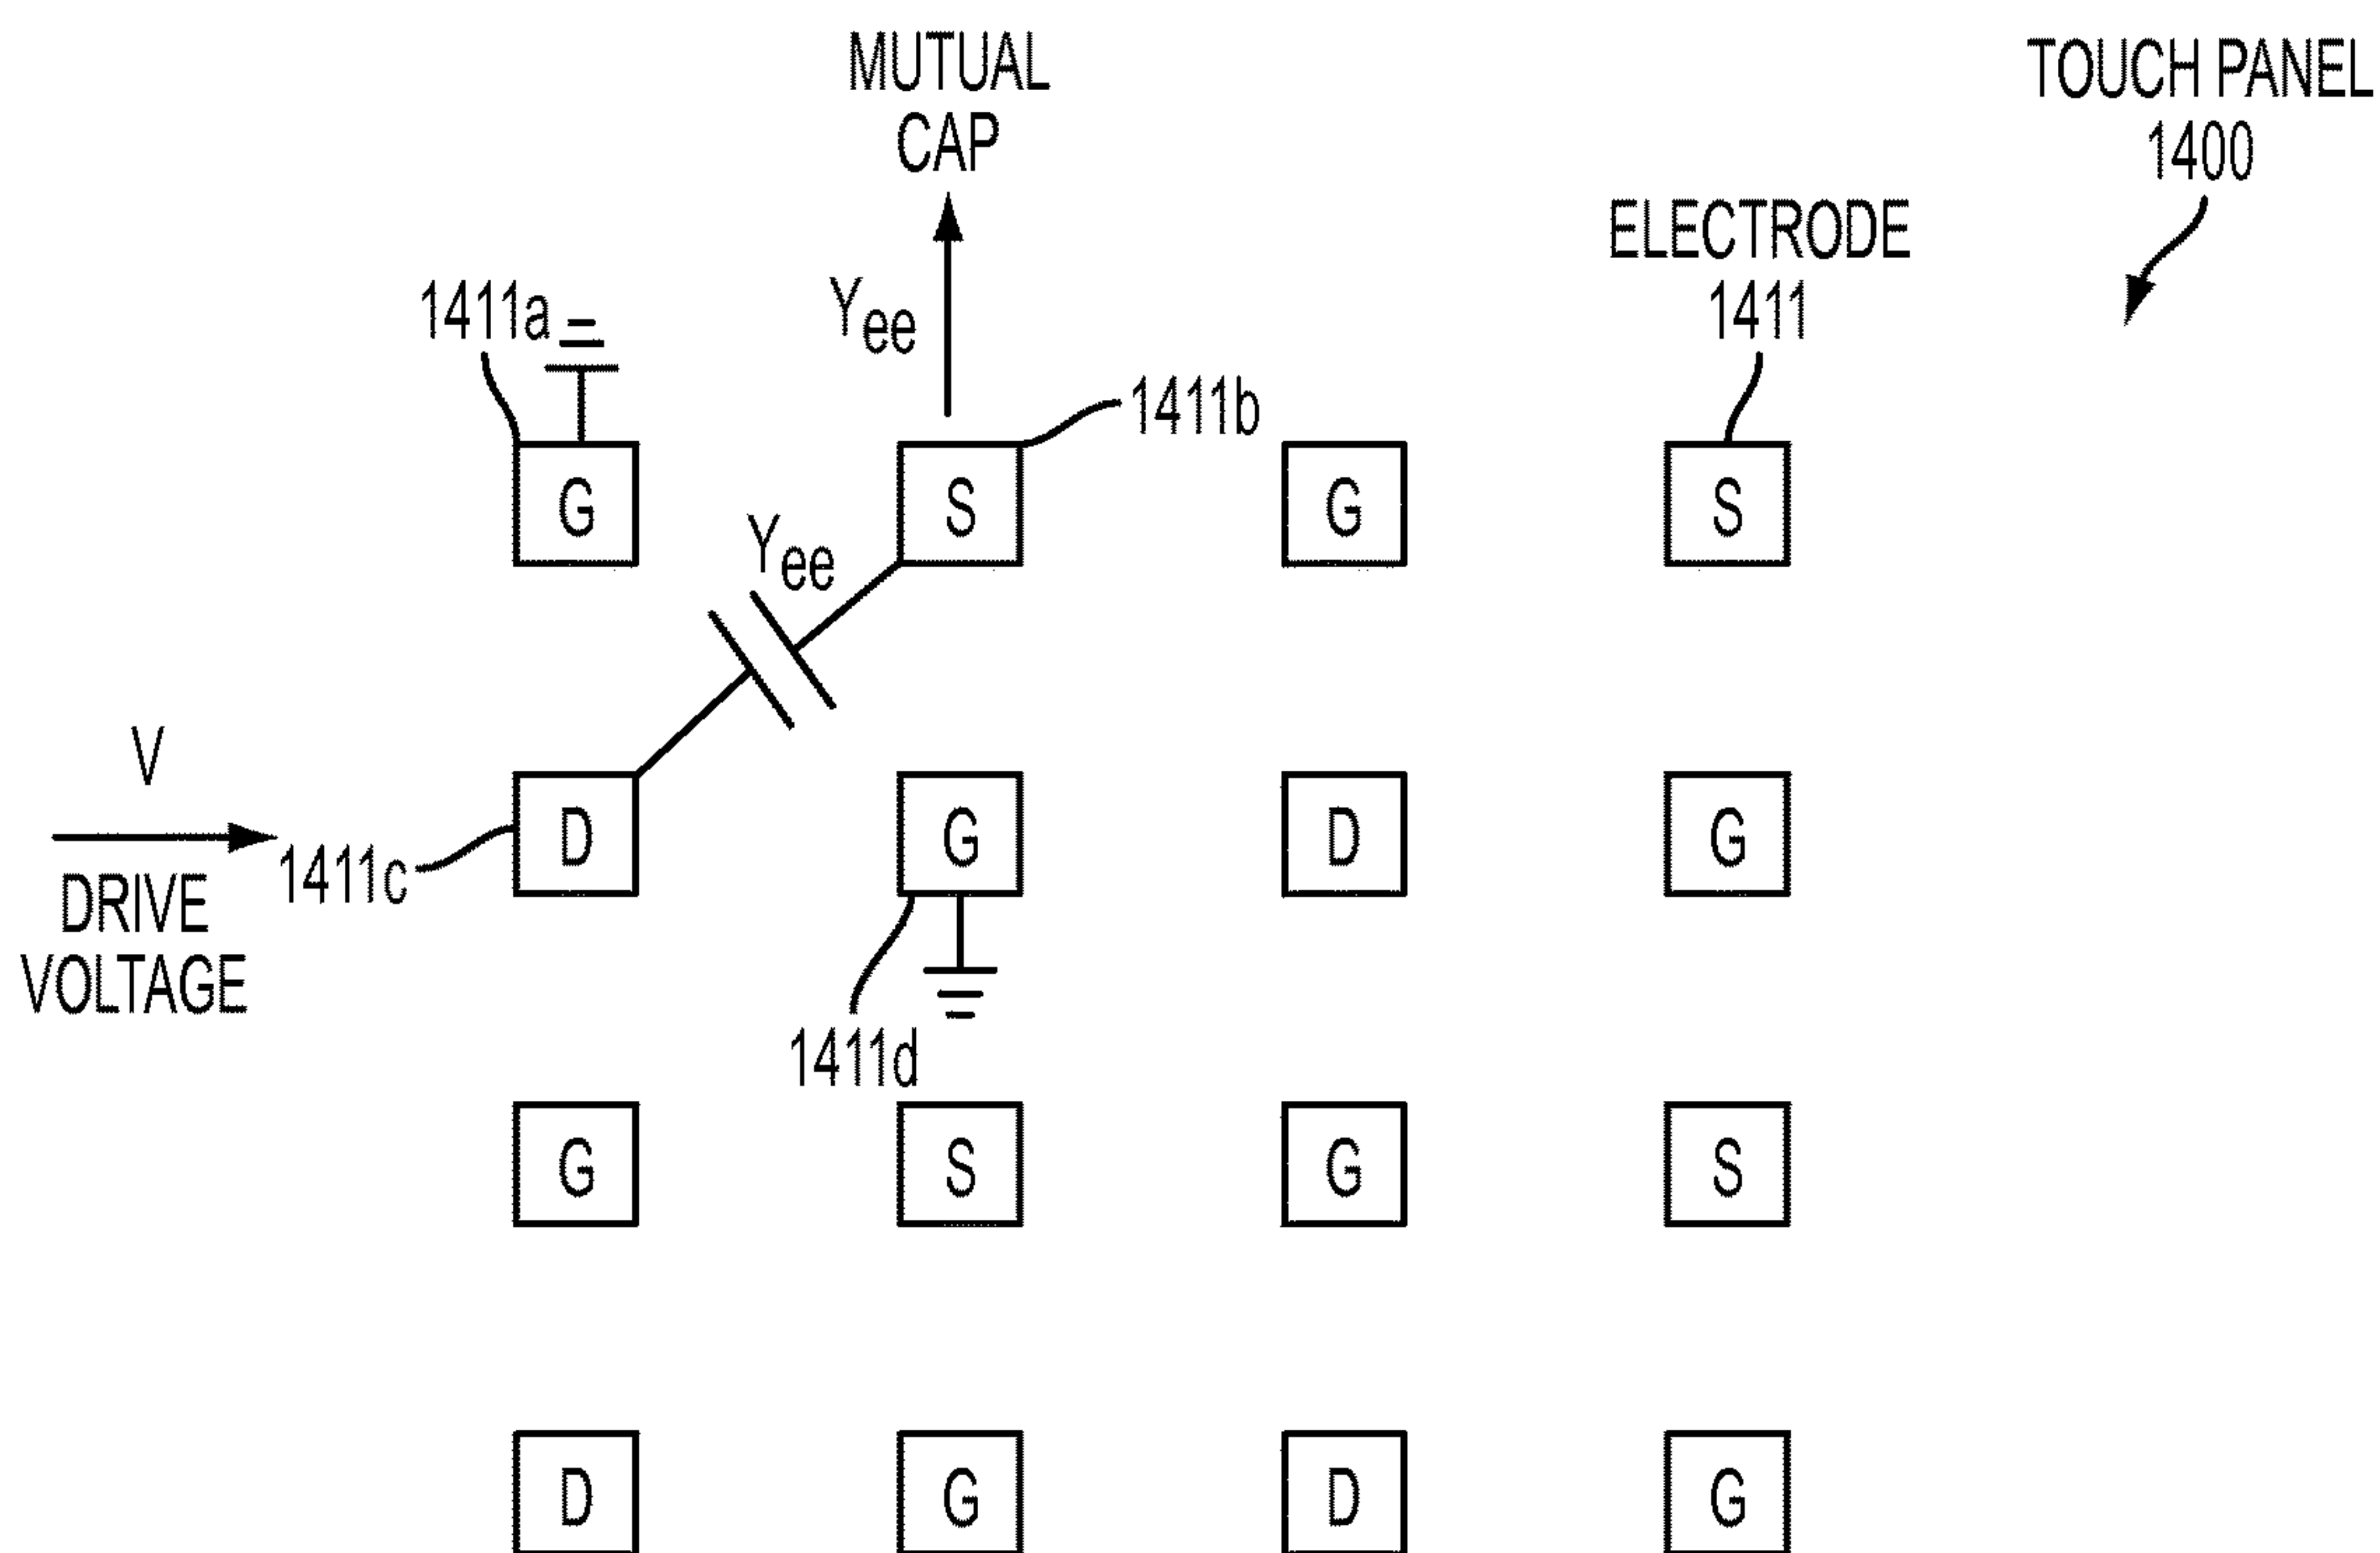 MUTUAL
CAP
TOUCH PANEL
1400
ELECTRODE
1411
1411a
Yee
1411b
G S G S
Yee
V
DRIVE
VOLTAGE
1411c
D G D G
1411d
G S G S
D G D G